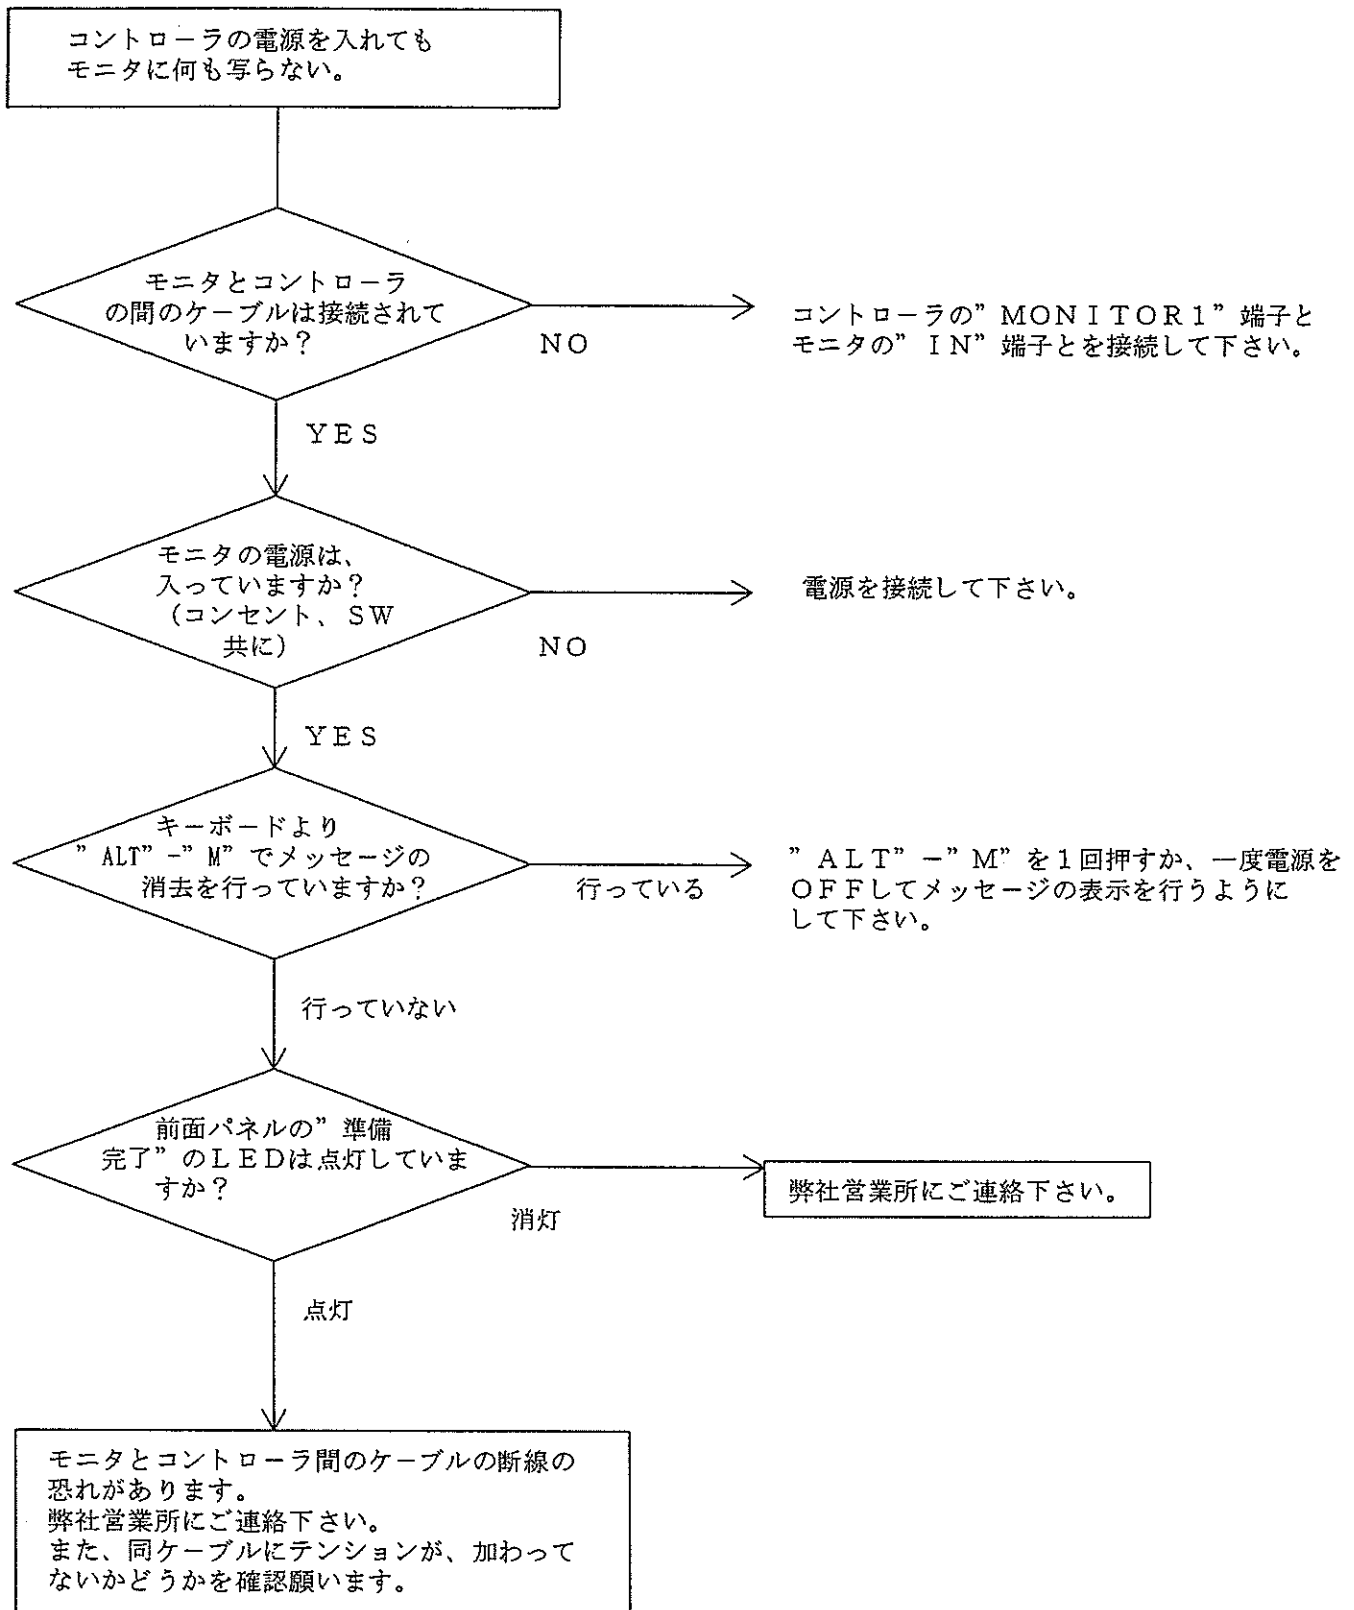 コントローラの電源を入れても
モニタに何も写らない。
モニタとコントローラ
の間のケーブルは接続されて
いますか？
NO
コントローラの”ＭＯＮＩＴＯＲ１”端子と
モニタの”ＩＮ”端子とを接続して下さい。
ＹＥＳ
モニタの電源は、
入っていますか？
（コンセント、ＳＷ
共に）
NO
電源を接続して下さい。
ＹＥＳ
キーボードより
”ALT”-”M”でメッセージの
消去を行っていますか？
行っている
”ＡＬＴ”－”Ｍ”を１回押すか、一度電源を
ＯＦＦしてメッセージの表示を行うように
して下さい。
行っていない
前面パネルの”準備
完了”のＬＥＤは点灯していま
すか？
消灯
弊社営業所にご連絡下さい。
点灯
モニタとコントローラ間のケーブルの断線の
恐れがあります。
弊社営業所にご連絡下さい。
また、同ケーブルにテンションが、加わって
ないかどうかを確認願います。